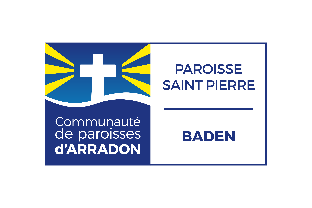 Communauté
de paroisses
d'ARRADON
PAROISSE
SAINT PIERRE
BADEN